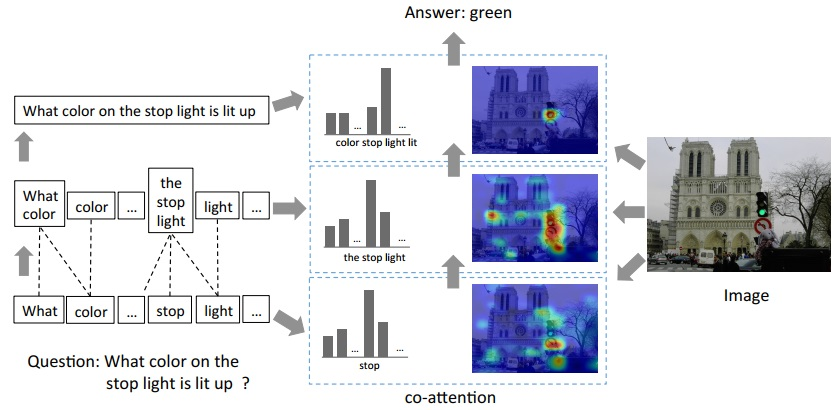 Answer: green
What color on the stop light is lit up
... ...
color stop light lit
What
color
color
...
the
stop
light
light
...
... ...
the stop light
What
color
...
stop
light
...
... ...
stop
Image
Question: What color on the
stop light is lit up ?
co-attention